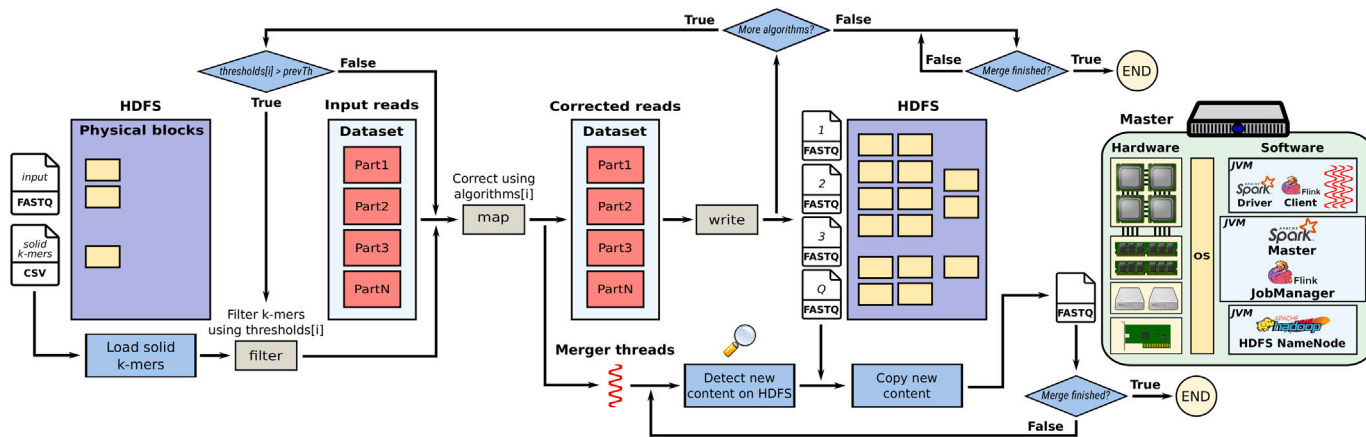 True
More algorithms?
False
thresholds[i] > prevTh
False
True
False
Merge finished?
True
END
HDFS
Physical blocks
input
FASTQ
solid
k-mers
CSV
Load solid
k-mers
Filter k-mers
using thresholds[i]
filter
Input reads
Dataset
Part1
Part2
Part3
PartN
Correct using
algorithms[i]
map
Corrected reads
Dataset
Part1
Part2
Part3
PartN
write
1
FASTQ
2
FASTQ
3
FASTQ
Q
FASTQ
HDFS
Merger threads
Detect new
content on HDFS
Copy new
content
FASTQ
Merge finished?
True
END
False
Master
Hardware
OS
Software
JVM
APACHE
Spark
Driver
Flink
Client
JVM
APACHE
Spark
Master
Flink
JobManager
JVM
APACHE
hadoop
HDFS NameNode